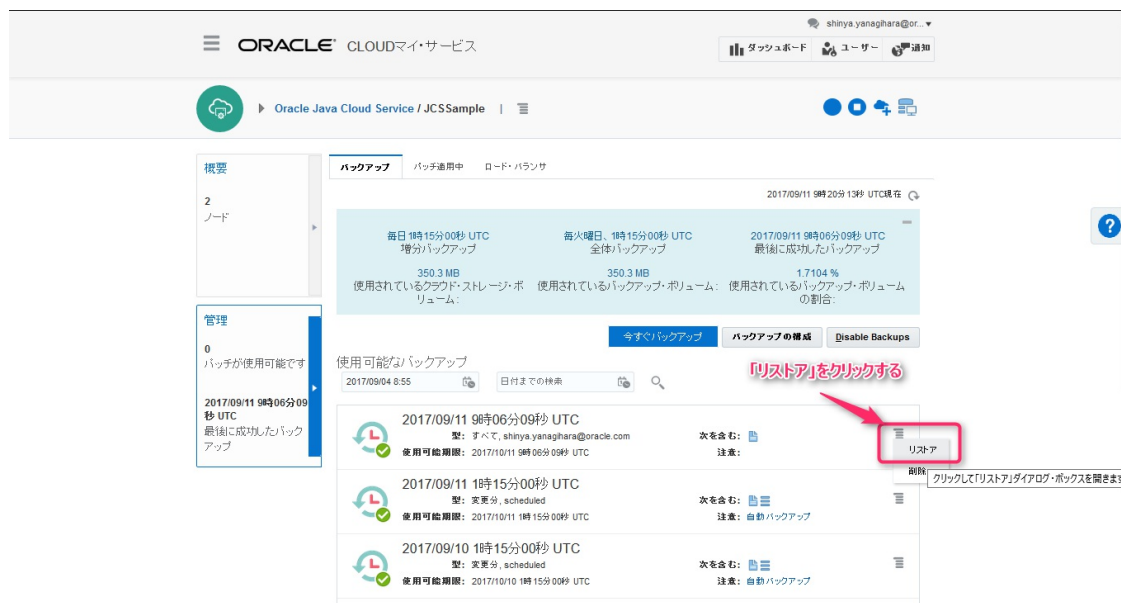 shinya.yanagihara@or...
ORACLE CLOUDマイ・サービス
ダッシュボード ユーザー 通知
Oracle Java Cloud Service / JCSSample
概要
2
ノード
管理
0
パッチが使用可能です
2017/09/11 9時06分09秒 UTC
最後に成功したバックアップ
バックアップ パッチ適用中 ロード・バランサ
2017/09/11 9時20分13秒 UTC現在
毎日 1時15分00秒 UTC
増分バックアップ
毎火曜日、1時15分00秒 UTC
全体バックアップ
2017/09/11 9時06分09秒 UTC
最後に成功したバックアップ
350.3 MB
使用されているクラウド・ストレージ・ボリューム:
350.3 MB
使用されているバックアップ・ボリューム:
1.7104 %
使用されているバックアップ・ボリュームの割合:
今すぐバックアップ バックアップの構成 Disable Backups
使用可能なバックアップ
2017/09/04 8:55 日付までの検索
「リストア」をクリックする
2017/09/11 9時06分09秒 UTC
型: すべて, shinya.yanagihara@oracle.com 次を含む:
使用可能期限: 2017/10/11 9時06分09秒 UTC 注意:
リストア
削除
クリックして「リストア」ダイアログ・ボックスを開きます
2017/09/11 1時15分00秒 UTC
型: 変更分, scheduled 次を含む:
使用可能期限: 2017/10/11 1時15分00秒 UTC 注意: 自動バックアップ
2017/09/10 1時15分00秒 UTC
型: 変更分, scheduled 次を含む:
使用可能期限: 2017/10/10 1時15分00秒 UTC 注意: 自動バックアップ